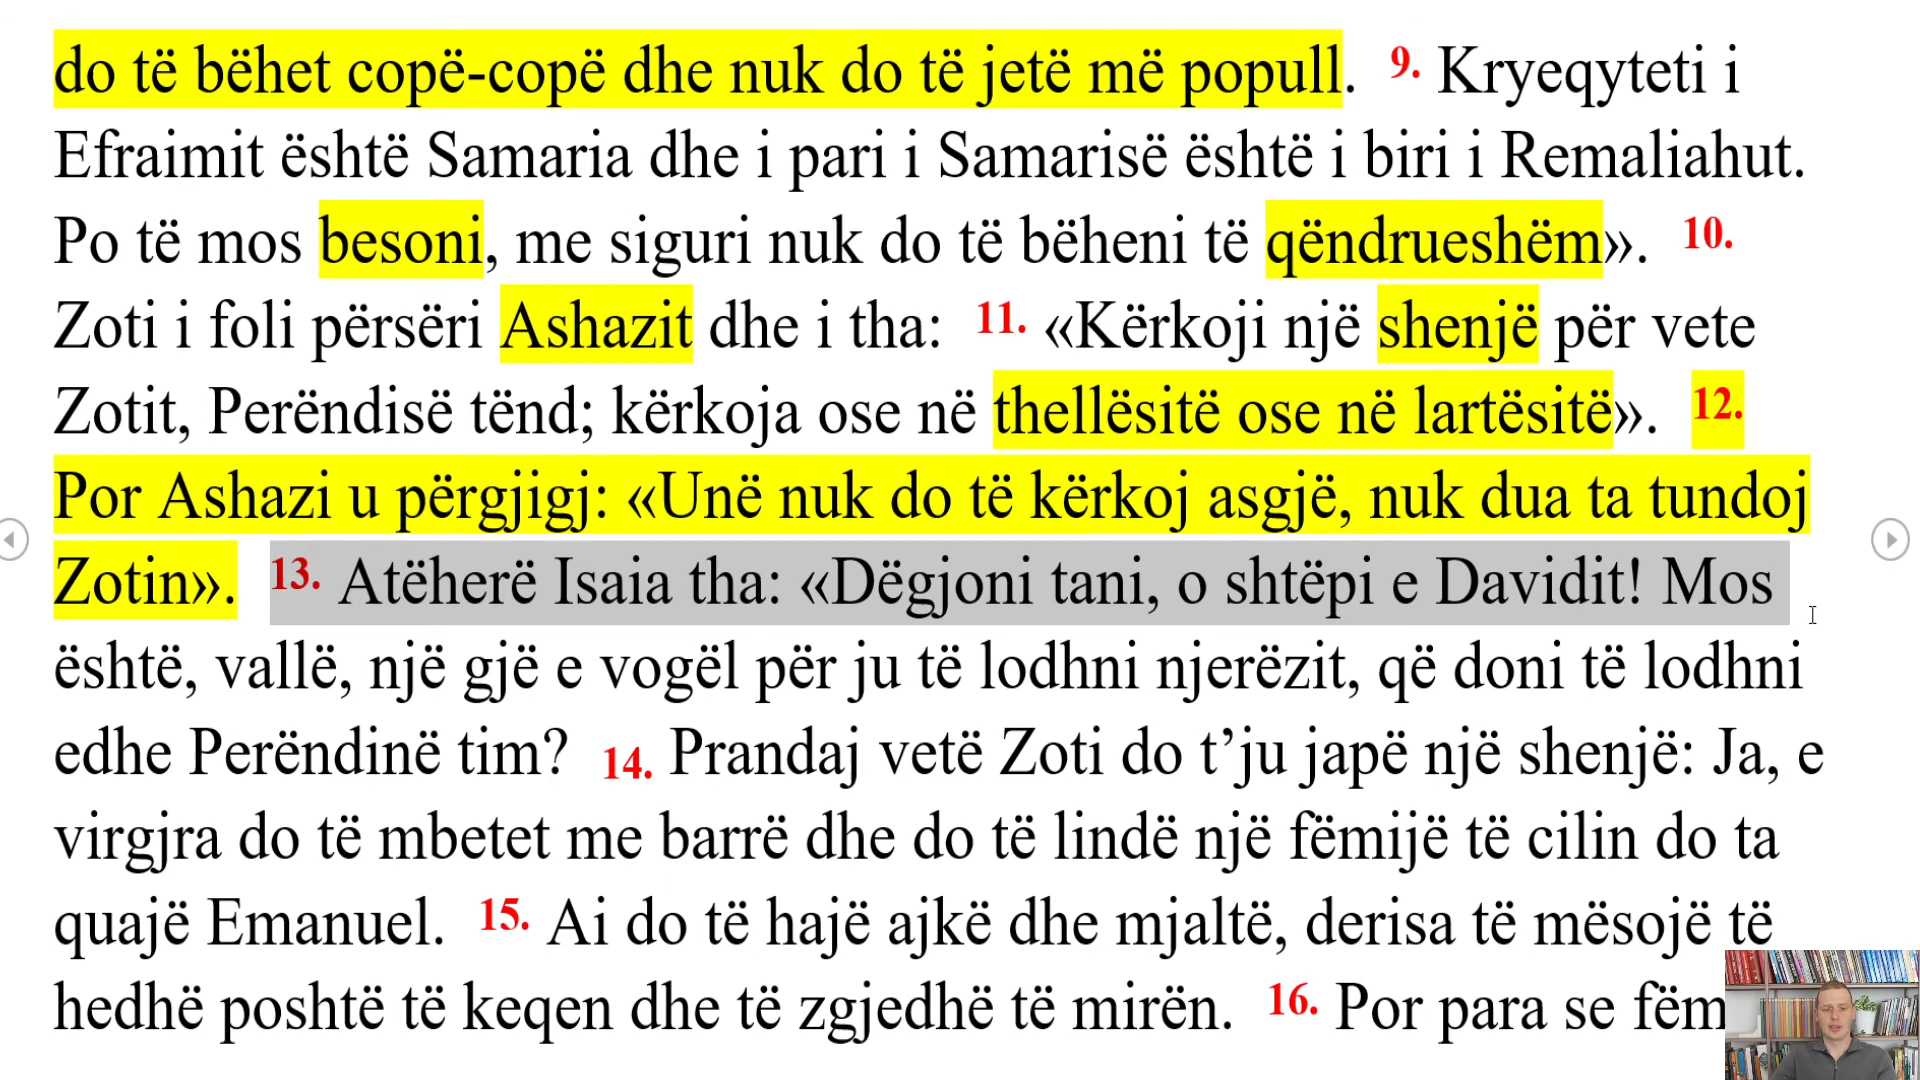 do të bëhet copë-copë dhe nuk do të jetë më popull. 9. Kryeqyteti i
Efraimit është Samaria dhe i pari i Samarisë është i biri i Remaliahut.
Po të mos besoni, me siguri nuk do të bëheni të qëndrueshëm». 10.
Zoti i foli përsëri Ashazit dhe i tha: 11. «Kërkoji një shenjë për vete
Zotit, Perëndisë tënd; kërkoja ose në thellësitë ose në lartësitë». 12.
Por Ashazi u përgjigj: «Unë nuk do të kërkoj asgjë, nuk dua ta tundoj
Zotin». 13. Atëherë Isaia tha: «Dëgjoni tani, o shtëpi e Davidit! Mos
është, vallë, një gjë e vogël për ju të lodhni njerëzit, që doni të lodhni
edhe Perëndinë tim? 14. Prandaj vetë Zoti do t’ju japë një shenjë: Ja, e
virgjra do të mbetet me barrë dhe do të lindë një fëmijë të cilin do ta
quajë Emanuel. 15. Ai do të hajë ajkë dhe mjaltë, derisa të mësojë të
hedhë poshtë të keqen dhe të zgjedhë të mirën. 16. Por para se fëm